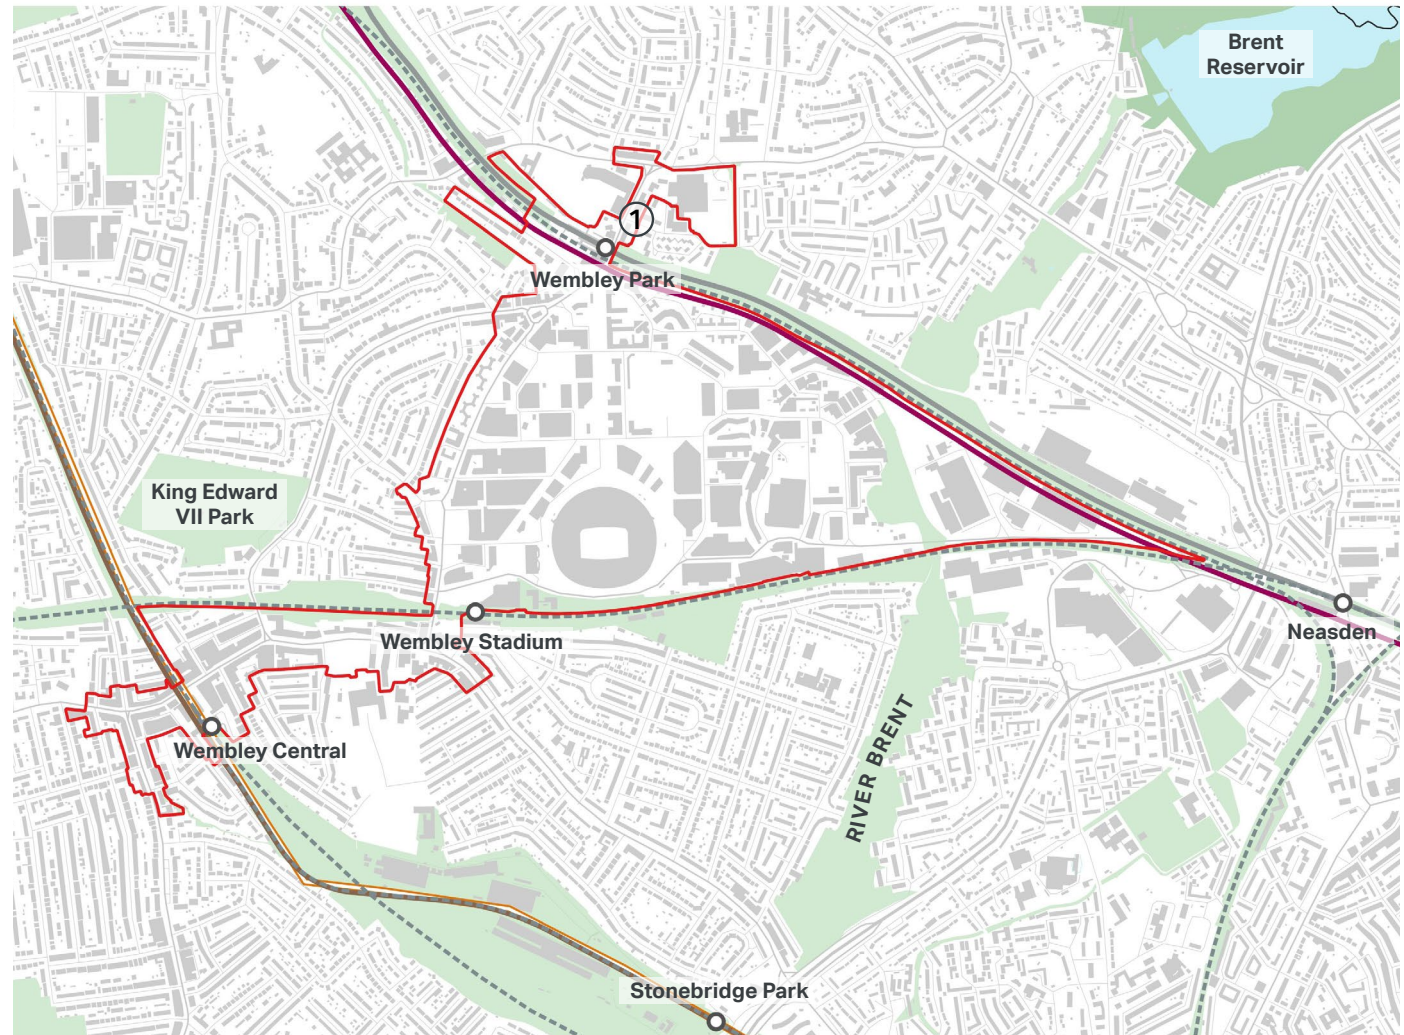 Brent
Reservoir
1
Wembley Park
King Edward
VII Park
Wembley Stadium
Neasden
Wembley Central
RIVER BRENT
Stonebridge Park